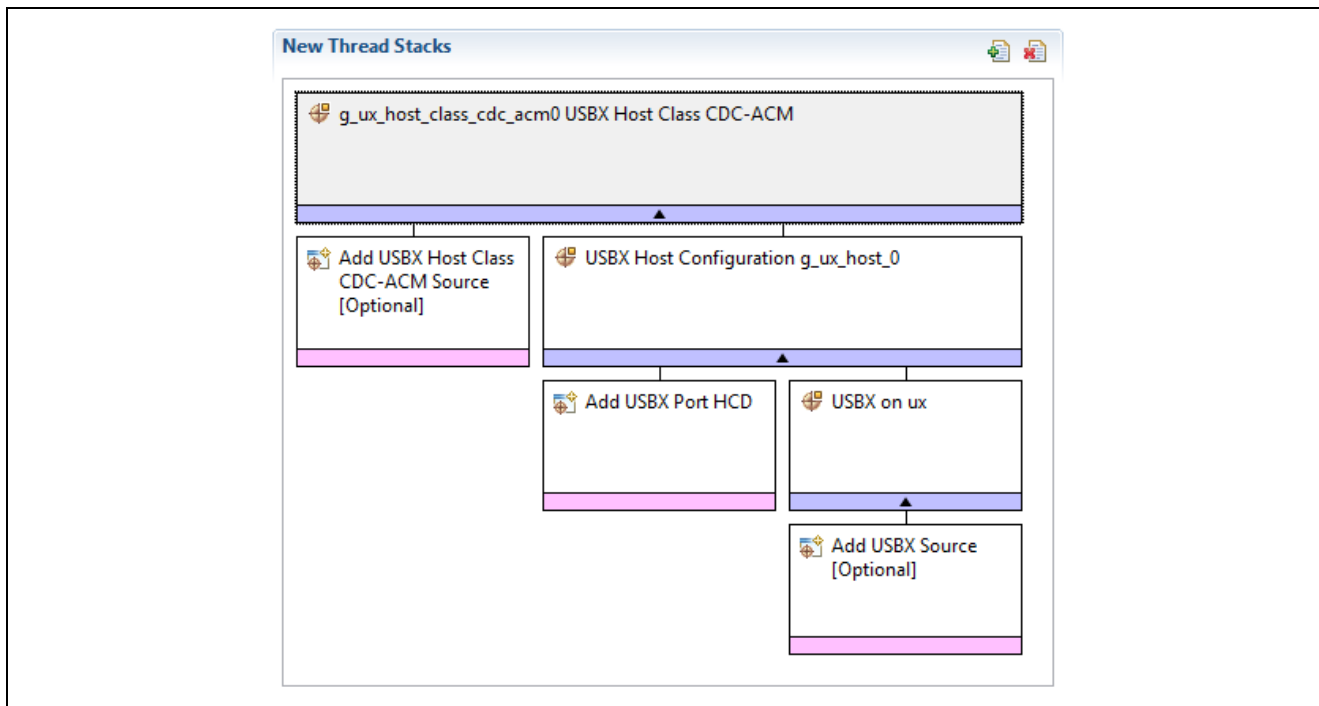 New Thread Stacks
g_ux_host_class_cdc_acm0 USBX Host Class CDC-ACM
Add USBX Host Class
CDC-ACM Source
[Optional]
USBX Host Configuration g_ux_host_0
Add USBX Port HCD
USBX on ux
Add USBX Source
[Optional]